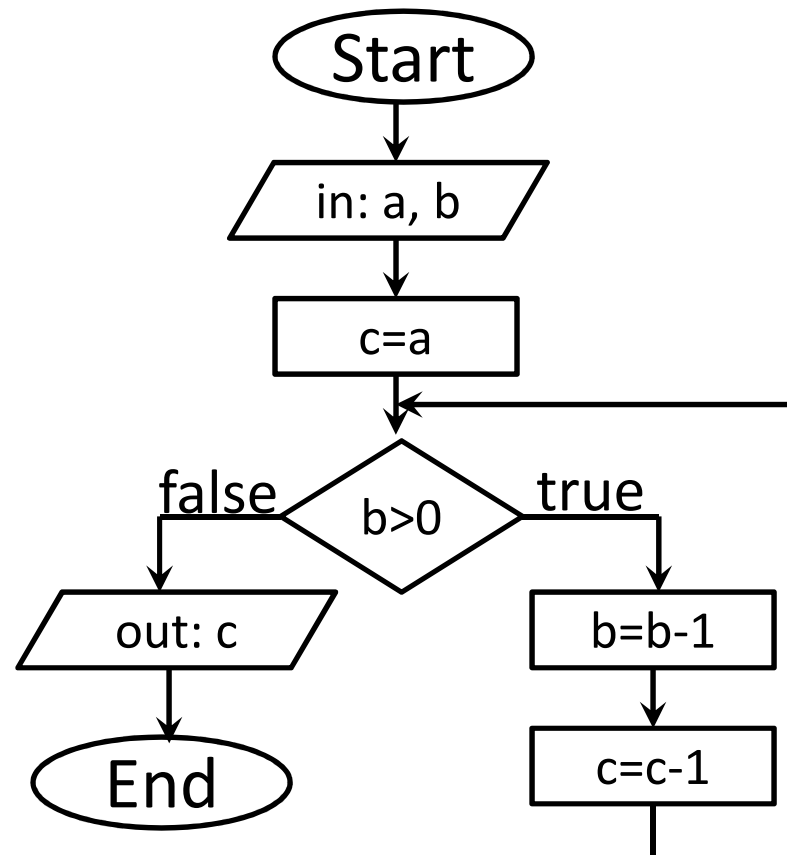 Start
in: a, b
c=a
b>0
false
true
out: c
b=b-1
c=c-1
End